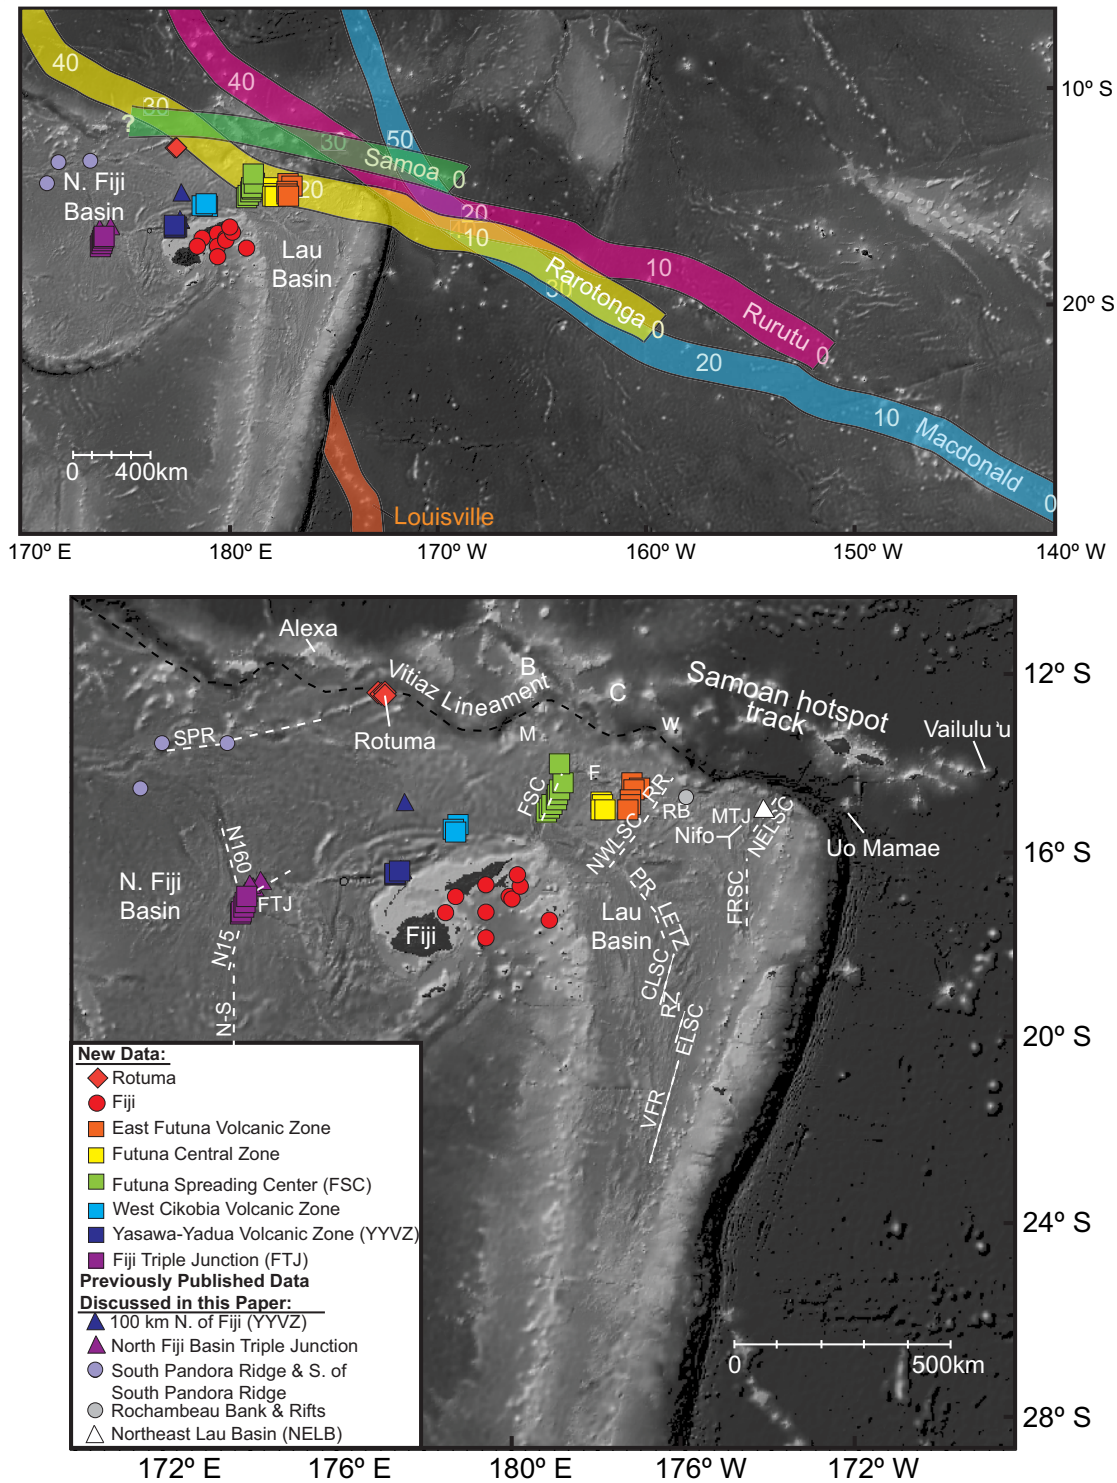 10º S
20º S
40
30
?
40
30
50
Samoa 0
20
20
40
10
30
Rarotonga
0
10
Rurutu
0
20
10
Macdonald
0
N. Fiji
Basin
Lau
Basin
0 400km
Louisville
170º E
180º E
170º W
160º W
150º W
140º W
Alexa
B
Vitiaz Lineament
C
Samoan hotspot
track
W
M
Vailulu'u
12º S
SPR
Rotuma
FSC
F
RR
RB
NWLSC
MTJ
Nifo
NELSC
Uo Mamae
16º S
N160
N. Fiji
Basin
FTJ
PR
LETZ
FRSC
Fiji
Lau
Basin
N15
CLSC
RZ
N-S
ELSC
20º S
VFR
New Data:
Rotuma
Fiji
East Futuna Volcanic Zone
Futuna Central Zone
Futuna Spreading Center (FSC)
West Cikobia Volcanic Zone
Yasawa-Yadua Volcanic Zone (YYVZ)
Fiji Triple Junction (FTJ)
Previously Published Data
Discussed in this Paper:
100 km N. of Fiji (YYVZ)
North Fiji Basin Triple Junction
South Pandora Ridge & S. of
South Pandora Ridge
Rochambeau Bank & Rifts
Northeast Lau Basin (NELB)
24º S
0 500km
28º S
172º E
176º E
180º E
176º W
172º W